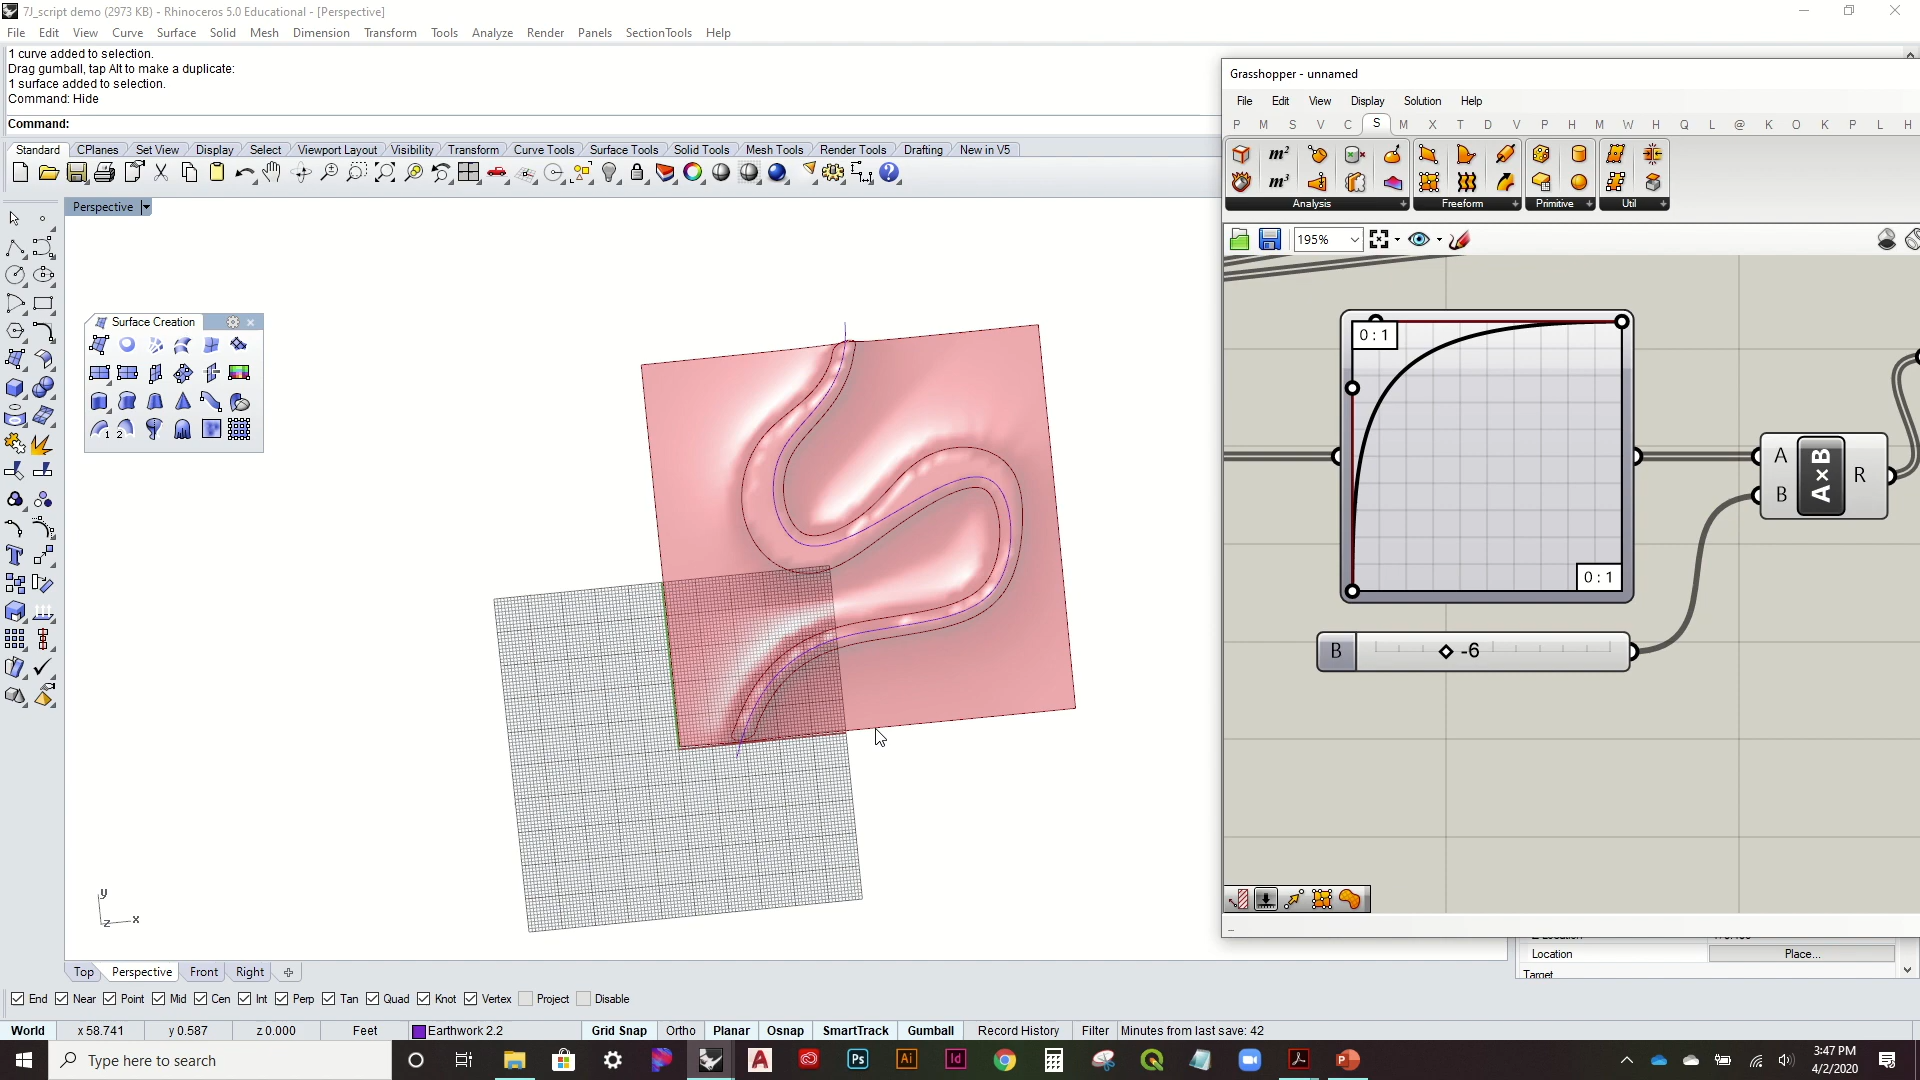 7J_script demo (2973 KB) - Rhinoceros 5.0 Educational - [Perspective]
File Edit View Curve Surface Solid Mesh Dimension Transform Tools Analyze Render Panels SectionTools Help
1 curve added to selection.
Drag gumball, tap Alt to make a duplicate:
1 surface added to selection.
Command: Hide
Command:
Standard CPlanes Set View Display Select Viewport Layout Visibility Transform Curve Tools Surface Tools Solid Tools Mesh Tools Render Tools Drafting New in V5
Perspective
Surface Creation
1 2
y
z x
Grasshopper - unnamed
File Edit View Display Solution Help
P M S V C S M X T D V P H M W H Q L @ K O A D K P L H
m²
m³
Analysis Freeform Primitive Util
195%
0 : 1
0 : 1
A
B
A×B
R
B -6
Location Place...
Target
Top Perspective Front Right
End Near Point Mid Cen Int Perp Tan Quad Knot Vertex Project Disable
World x 58.741 y 0.587 z 0.000 Feet Earthwork 2.2 Grid Snap Ortho Planar Osnap SmartTrack Gumball Record History Filter Minutes from last save: 42
Type here to search
Ps Ai Id
3:47 PM
4/2/2020